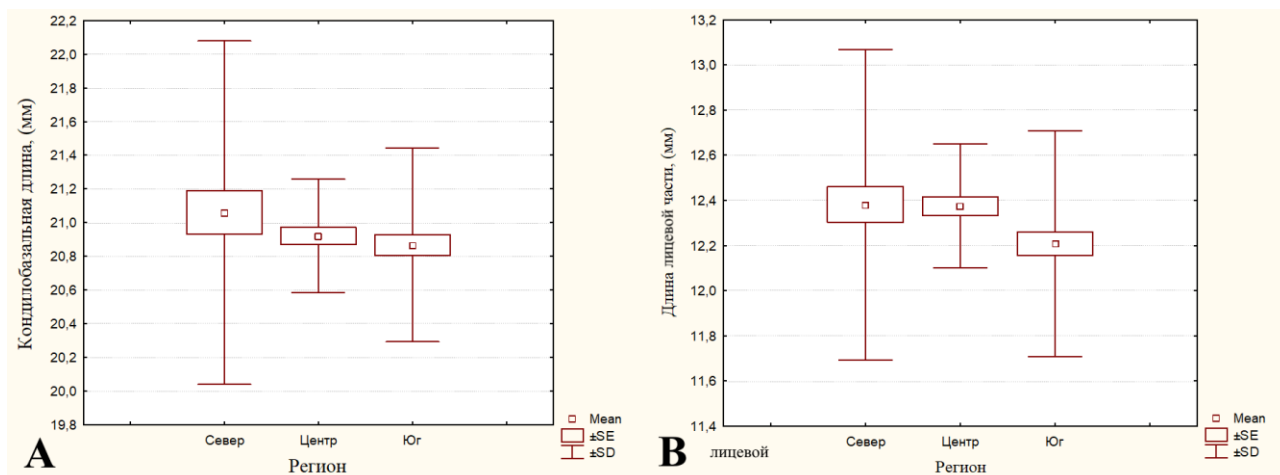 Кондилобазальная длина, (мм)
22,2
22,0
21,8
21,6
21,4
21,2
21,0
20,8
20,6
20,4
20,2
20,0
19,8
Север Центр Юг
Регион
A
Mean
±SE
±SD
Длина лицевой части, (мм)
13,2
13,0
12,8
12,6
12,4
12,2
12,0
11,8
11,6
11,4
лицевой
Север Центр Юг
Регион
B
Mean
±SE
±SD